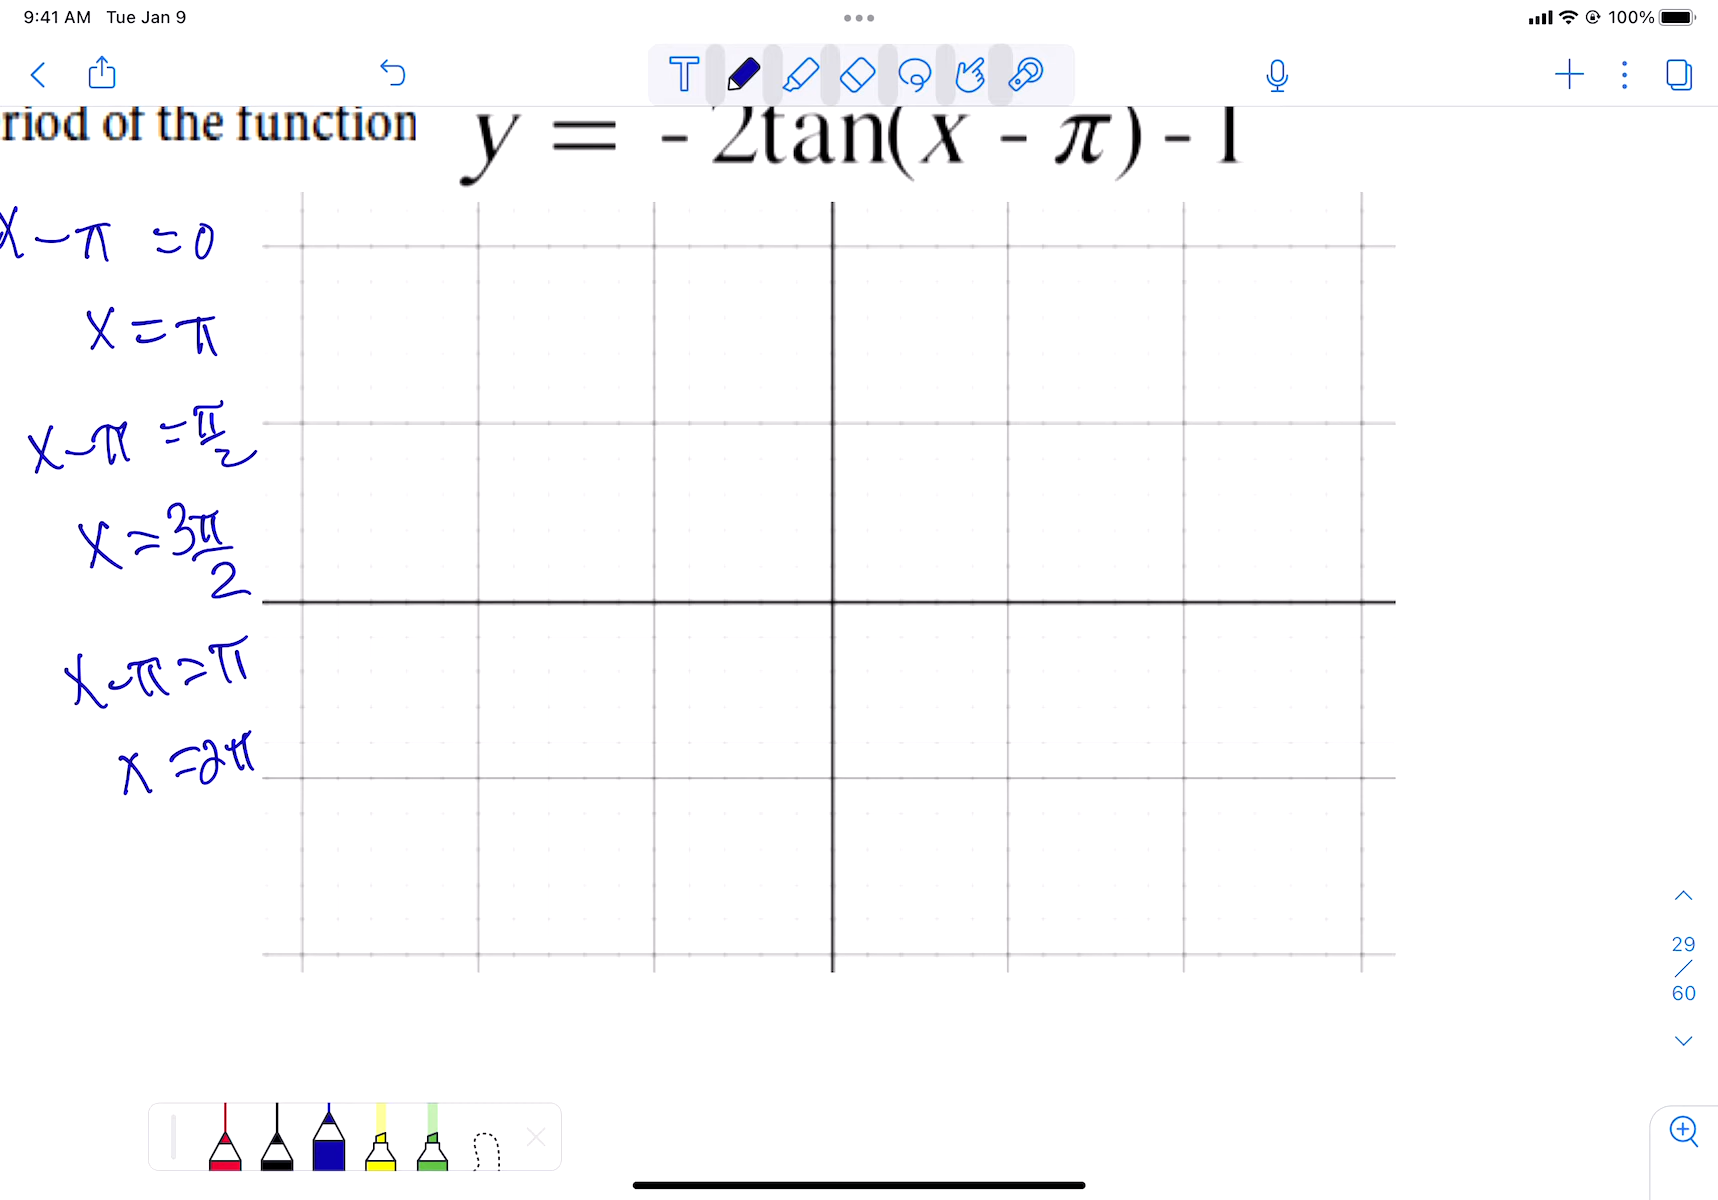 9:41 AM Tue Jan 9
100%
riod of the function y = - 2tan(x - π) - 1
x - π = 0
x = π
x - π = π/2
x = 3π/2
x - π = π
x = 2π
29
/
60